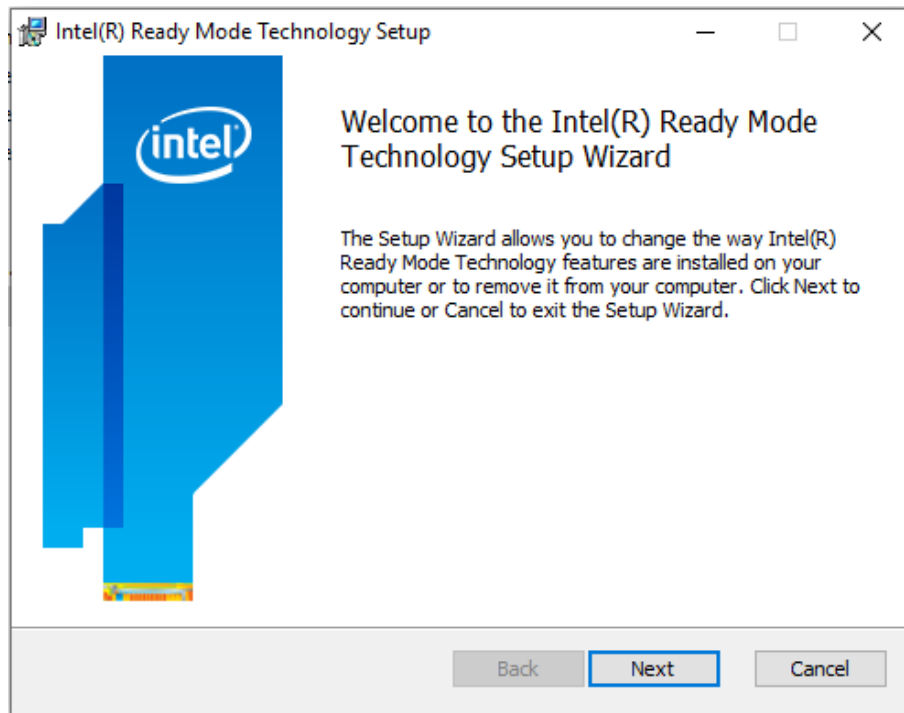 Intel(R) Ready Mode Technology Setup
intel
Welcome to the Intel(R) Ready Mode
Technology Setup Wizard
The Setup Wizard allows you to change the way Intel(R)
Ready Mode Technology features are installed on your
computer or to remove it from your computer. Click Next to
continue or Cancel to exit the Setup Wizard.
Back
Next
Cancel